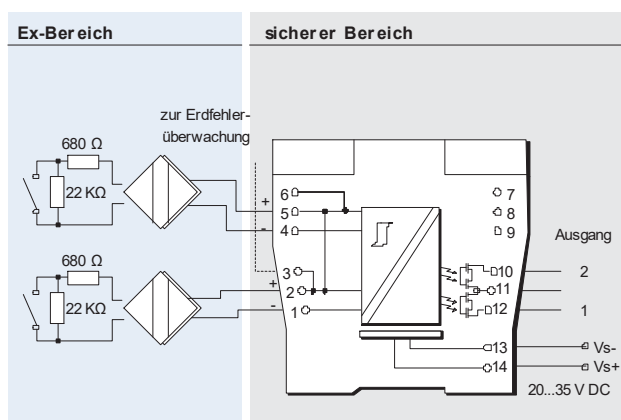 Ex-Bereich
sicherer Bereich
zur Erdfehler-
überwachung
680 Ω
22 KΩ
680 Ω
22 KΩ
+
-
+
-
6
5
4
3
2
1
7
8
9
10
11
12
13
14
Ausgang
2
1
Vs-
Vs+
20...35 V DC